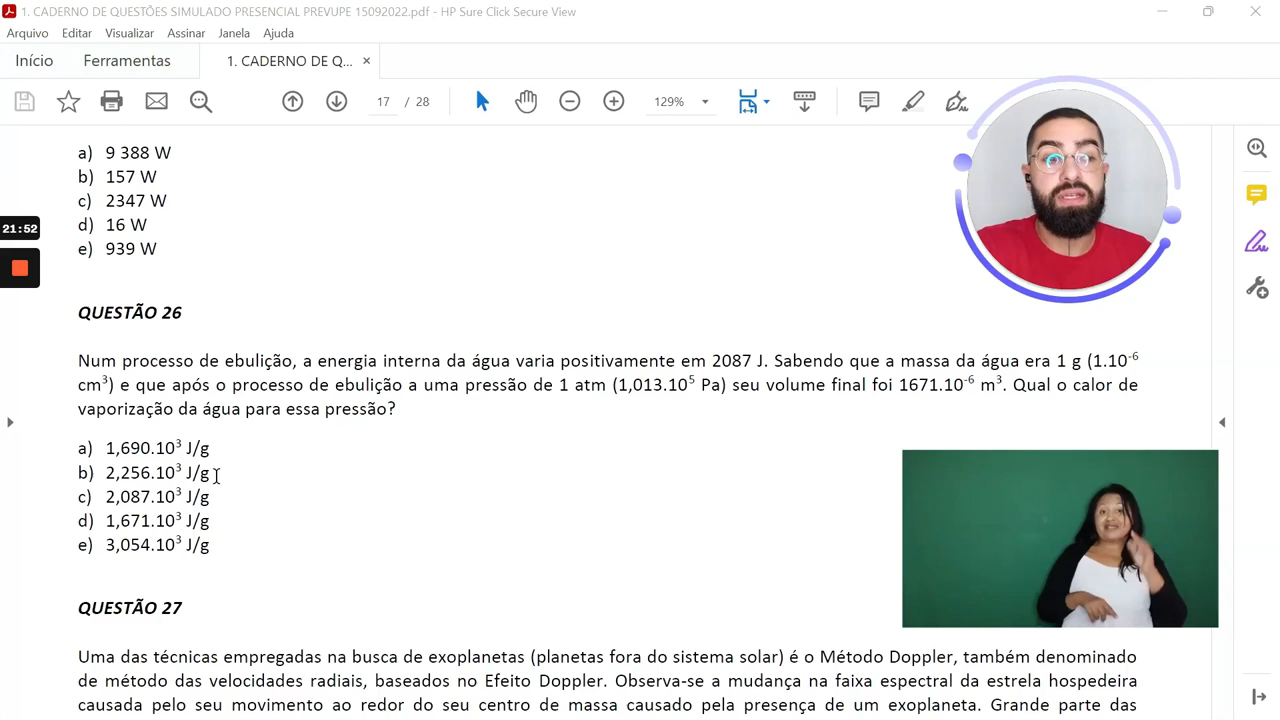 1. CADERNO DE QUESTÕES SIMULADO PRESENCIAL PREVUPE 15092022.pdf - HP Sure Click Secure View
Arquivo Editar Visualizar Assinar Janela Ajuda
Início Ferramentas 1. CADERNO DE Q... ×
17 / 28 129%
a) 9 388 W
b) 157 W
c) 2347 W
d) 16 W
e) 939 W
21:52
QUESTÃO 26
Num processo de ebulição, a energia interna da água varia positivamente em 2087 J. Sabendo que a massa da água era 1 g (1.10⁻⁶
cm³) e que após o processo de ebulição a uma pressão de 1 atm (1,013.10⁵ Pa) seu volume final foi 1671.10⁻⁶ m³. Qual o calor de
vaporização da água para essa pressão?
a) 1,690.10³ J/g
b) 2,256.10³ J/g
c) 2,087.10³ J/g
d) 1,671.10³ J/g
e) 3,054.10³ J/g
QUESTÃO 27
Uma das técnicas empregadas na busca de exoplanetas (planetas fora do sistema solar) é o Método Doppler, também denominado
de método das velocidades radiais, baseados no Efeito Doppler. Observa-se a mudança na faixa espectral da estrela hospedeira
causada pelo seu movimento ao redor do seu centro de massa causado pela presença de um exoplaneta. Grande parte das